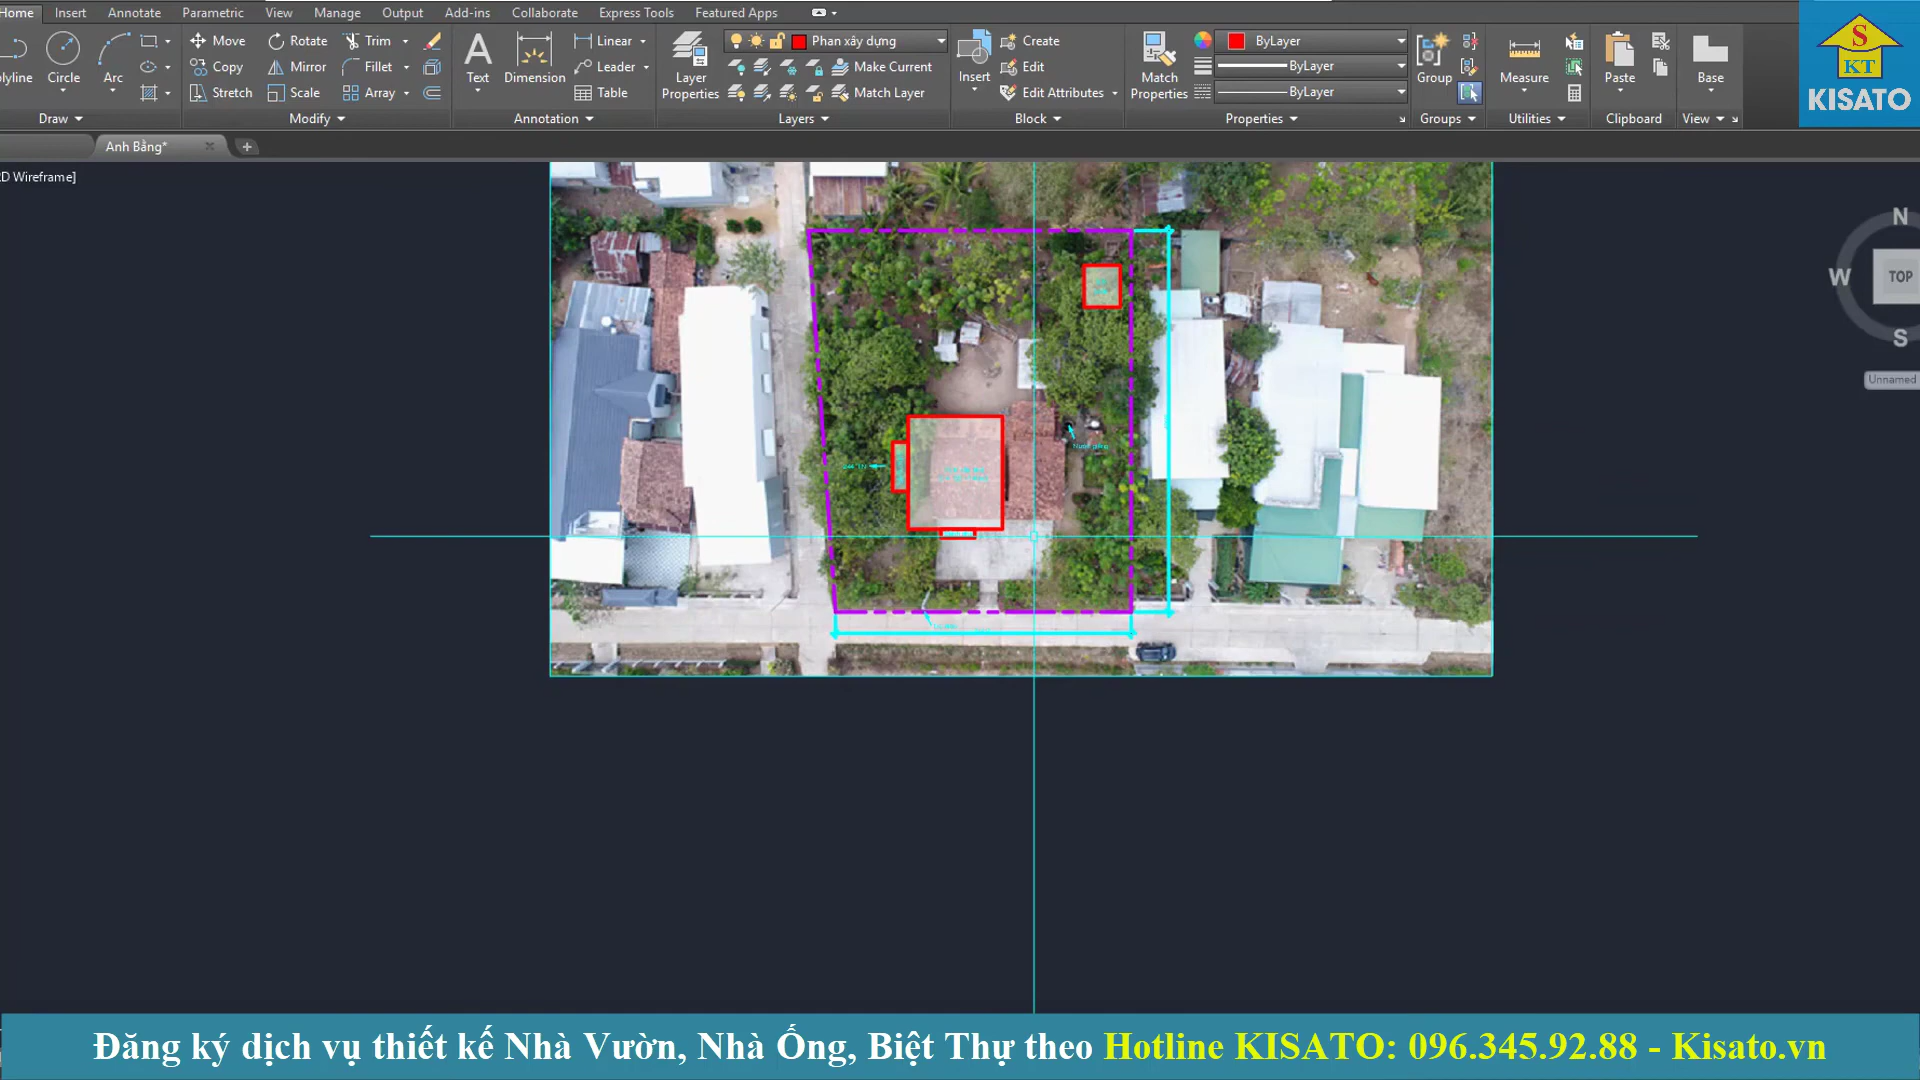 Home Insert Annotate Parametric View Manage Output Add-ins Collaborate Express Tools Featured Apps
Circle Arc
Move Rotate Trim
Copy Mirror Fillet
Stretch Scale Array
Text Dimension
Linear
Leader
Table
Layer Properties
Phan xây dựng
Make Current
Match Layer
Insert
Create
Edit
Edit Attributes
Match Properties
ByLayer
ByLayer
ByLayer
Group
Measure
Paste
Base
Draw Modify Annotation Layers Block Properties Groups Utilities Clipboard View
S
KT
KISATO
Anh Bằng*
D Wireframe]
N
W
TOP
S
Unnamed
Đăng ký dịch vụ thiết kế Nhà Vườn, Nhà Ống, Biệt Thự theo Hotline KISATO: 096.345.92.88 - Kisato.vn